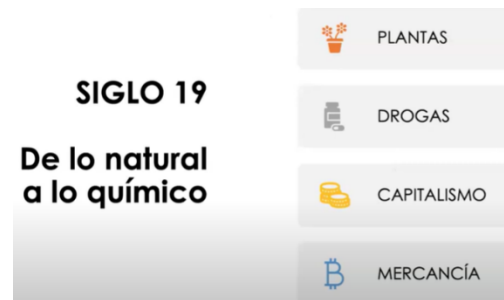 SIGLO 19
De lo natural
a lo químico
PLANTAS
DROGAS
CAPITALISMO
MERCANCÍA